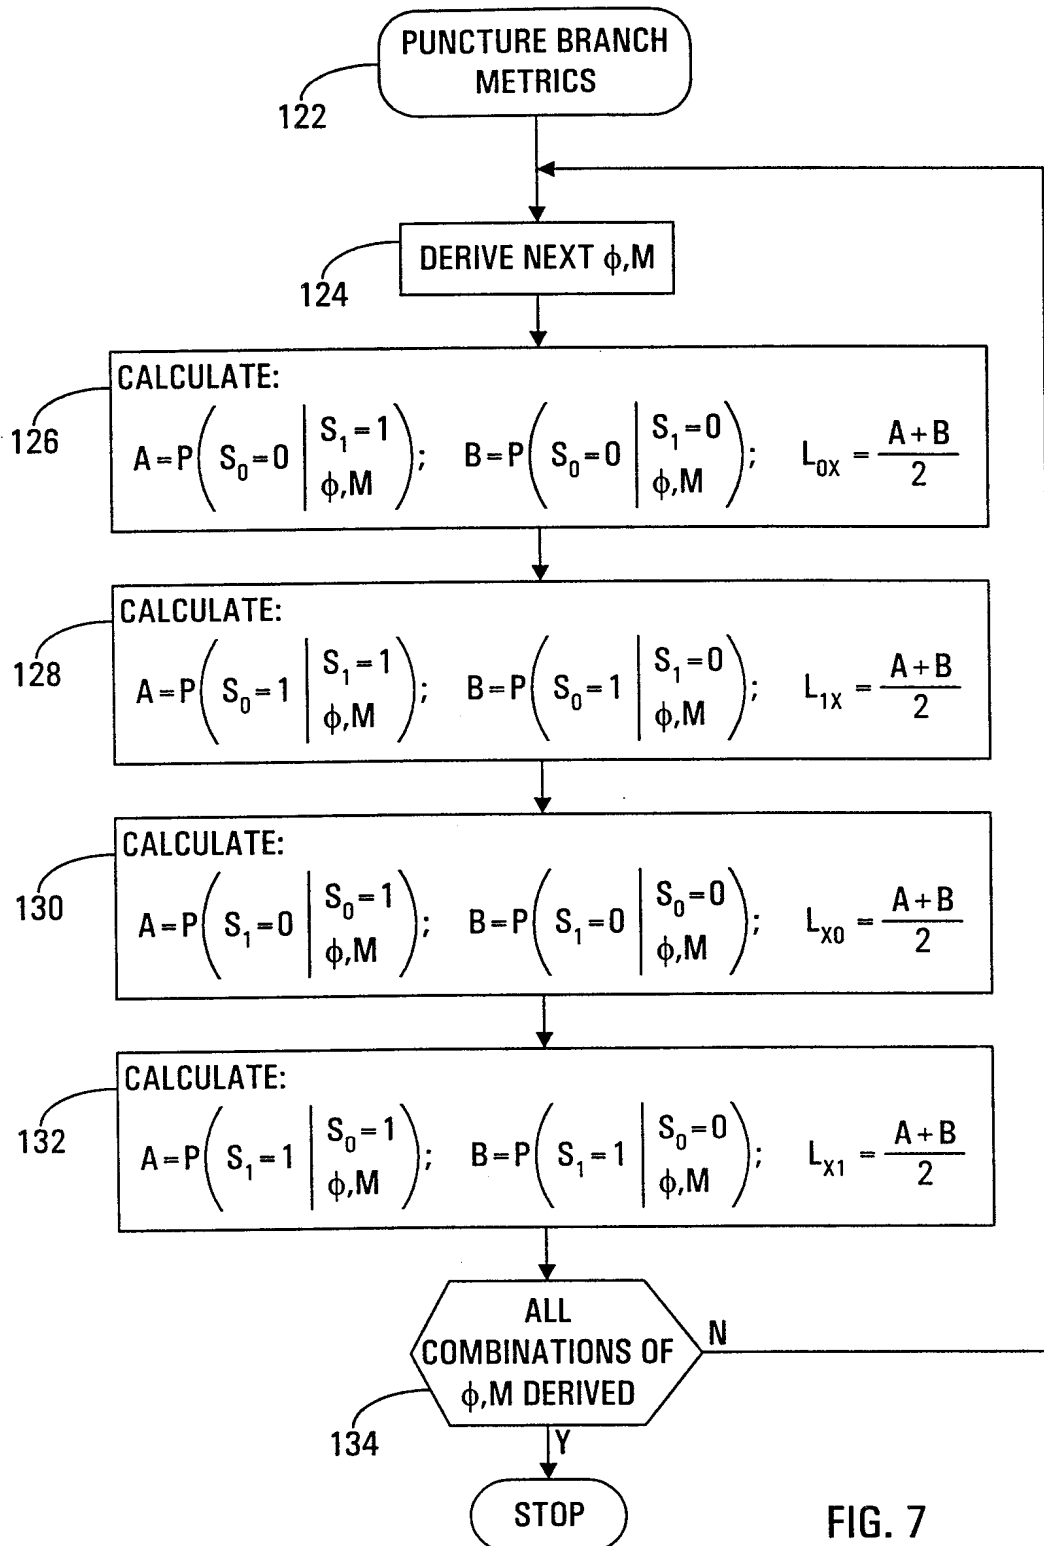 PUNCTURE BRANCH
METRICS
122
DERIVE NEXT ϕ,M
124
CALCULATE:
126
A=P( S₀=0 | S₁=1 ϕ,M ); B=P( S₀=0 | S₁=0 ϕ,M ); L₀ₓ = A+B / 2
CALCULATE:
128
A=P( S₀=1 | S₁=1 ϕ,M ); B=P( S₀=1 | S₁=0 ϕ,M ); L₁ₓ = A+B / 2
CALCULATE:
130
A=P( S₁=0 | S₀=1 ϕ,M ); B=P( S₁=0 | S₀=0 ϕ,M ); Lₓ₀ = A+B / 2
CALCULATE:
132
A=P( S₁=1 | S₀=1 ϕ,M ); B=P( S₁=1 | S₀=0 ϕ,M ); Lₓ₁ = A+B / 2
ALL
COMBINATIONS OF
ϕ,M DERIVED
N
134
Y
STOP
FIG. 7